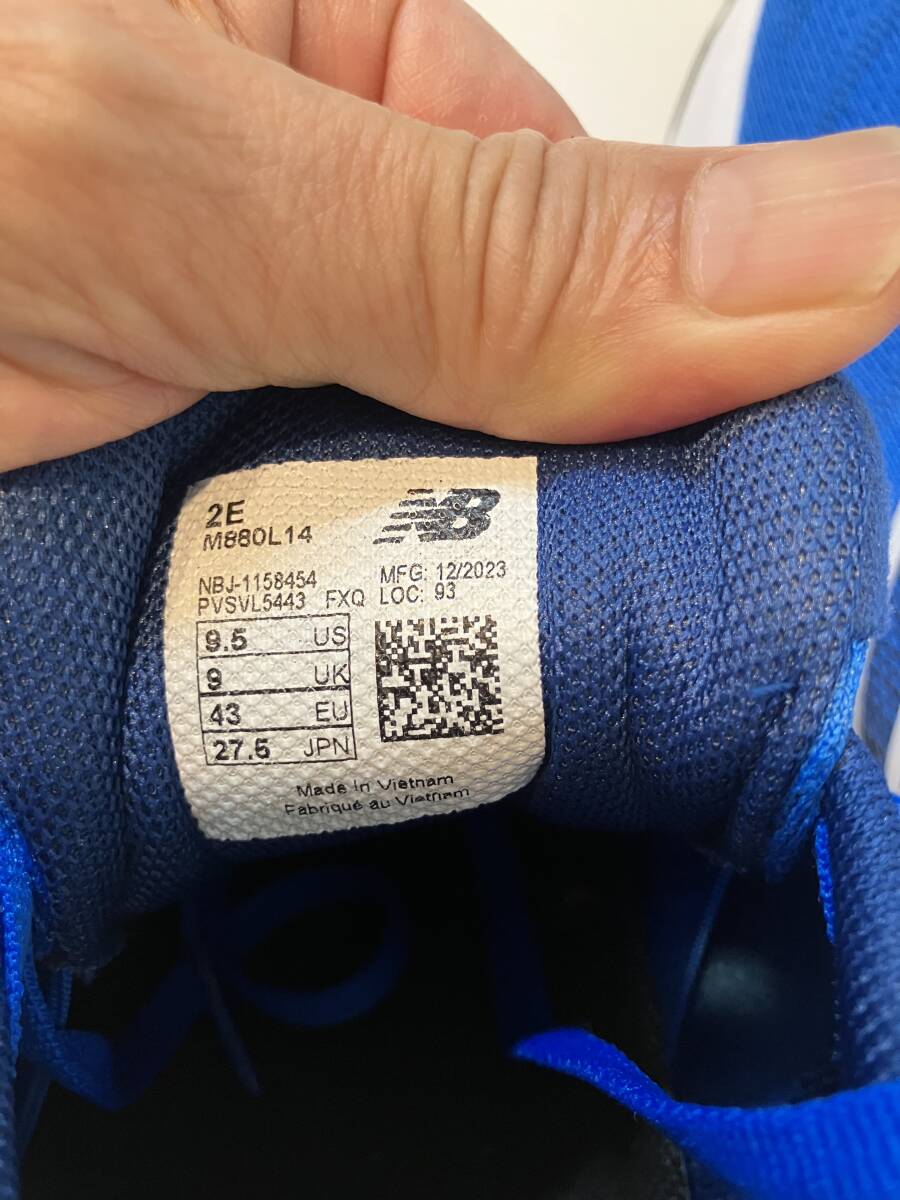 2E
M880L14
NB
NBJ-1158454
PVSVL5443 FXQ
MFG: 12/2023
LOC: 93
9.5 US
9 UK
43 EU
27.5 JPN
Made in Vietnam
Fabriqué au Vietnam